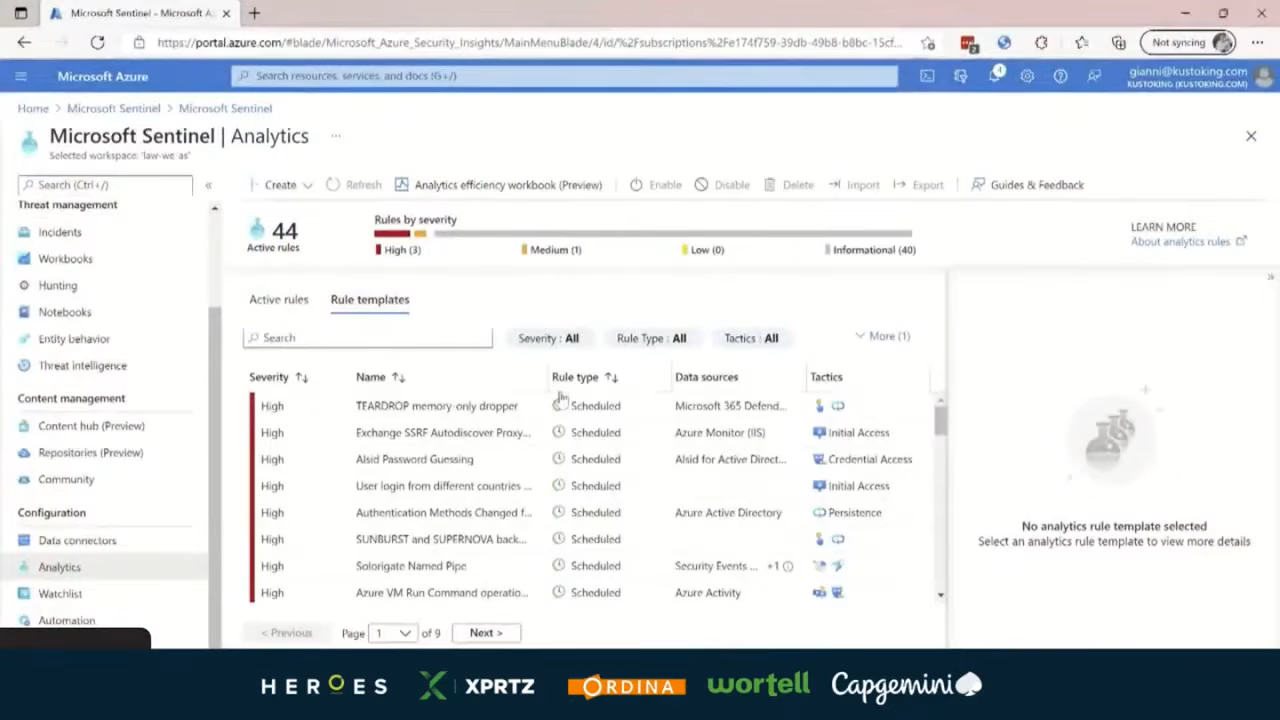 Microsoft Sentinel - Microsoft A
https://portal.azure.com/#blade/Microsoft_Azure_Security_Insights/MainMenuBlade/4/id/%2Fsubscriptions%2Fe174f759-39db-49b8-b8bc-15cf...
Not syncing
Microsoft Azure
Search resources, services, and docs (G+/)
4
gianni@kustoking.com
KUSTOKING (KUSTOKING.COM)
Home > Microsoft Sentinel > Microsoft Sentinel
Microsoft Sentinel | Analytics ...
Selected workspace: 'law-we-as'
Search (Ctrl+/)
Create
Refresh
Analytics efficiency workbook (Preview)
Enable
Disable
Delete
Import
Export
Guides & Feedback
Threat management
Incidents
Workbooks
Hunting
Notebooks
Entity behavior
Threat intelligence
Content management
Content hub (Preview)
Repositories (Preview)
Community
Configuration
Data connectors
Analytics
Watchlist
Automation
44
Active rules
Rules by severity
High (3)
Medium (1)
Low (0)
Informational (40)
LEARN MORE
About analytics rules
Active rules
Rule templates
Search
Severity : All
Rule Type : All
Tactics : All
More (1)
Severity Name Rule type Data sources Tactics
High TEARDROP memory-only dropper Scheduled Microsoft 365 Defend...
High Exchange SSRF Autodiscover Proxy... Scheduled Azure Monitor (IIS) Initial Access
High Alsid Password Guessing Scheduled Alsid for Active Direct... Credential Access
High User login from different countries ... Scheduled Initial Access
High Authentication Methods Changed f... Scheduled Azure Active Directory Persistence
High SUNBURST and SUPERNOVA back... Scheduled
High Solorigate Named Pipe Scheduled Security Events ... +1
High Azure VM Run Command operatio... Scheduled Azure Activity
< Previous Page 1 of 9 Next >
No analytics rule template selected
Select an analytics rule template to view more details
HEROES
XPRTZ
ORDINA
wortell
Capgemini